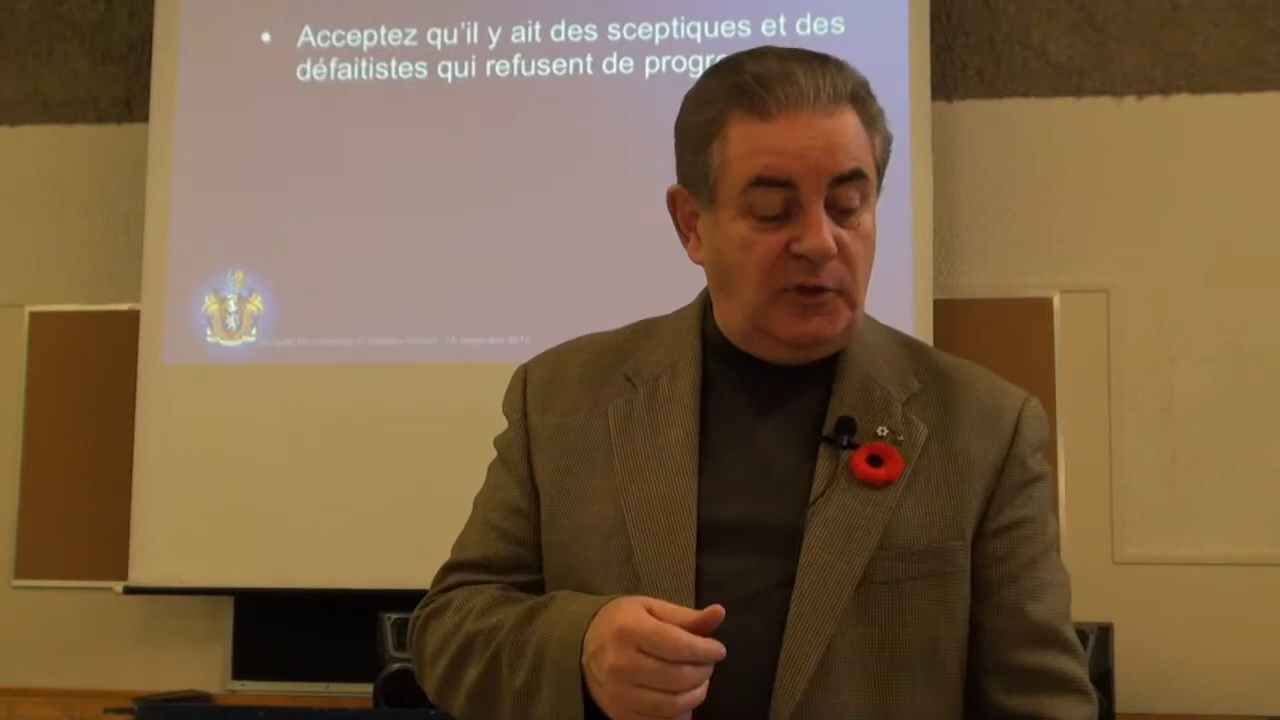 • Acceptez qu'il y ait des sceptiques et des
défaitistes qui refusent de progr